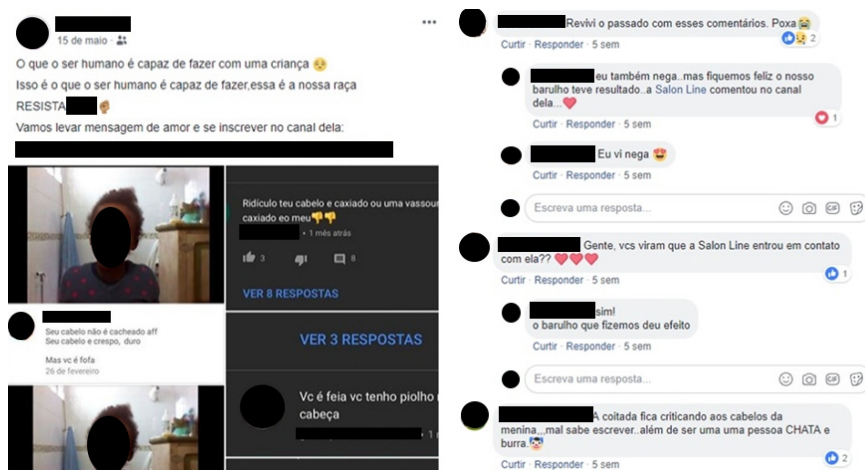 15 de maio
O que o ser humano é capaz de fazer com uma criança
Isso é o que o ser humano é capaz de fazer,essa é a nossa raça
RESISTA
Vamos levar mensagem de amor e se inscrever no canal dela:
Seu cabelo não é cacheado aff
Seu cabelo e crespo, duro
Mas vc é fofa
26 de fevereiro
Ridículo teu cabelo e caxiado ou uma
caxiado eo meu👎👎
• 1 mês atrás
3 8
VER 8 RESPOSTAS
VER 3 RESPOSTAS
Vc é feia vc tenho piolho
cabeça
Revivi o passado com esses comentários. Poxa😭
2
Curtir · Responder · 5 sem
eu também nega..mas fiquemos feliz o nosso
barulho teve resultado..a Salon Line comentou no canal
dela...❤
1
Curtir · Responder · 5 sem
Eu vi nega 😍
Curtir · Responder · 5 sem
Escreva uma resposta...
GIF
Gente, vcs viram que a Salon Line entrou em contato
com ela?? ❤❤❤
1
Curtir · Responder · 5 sem
sim!
o barulho que fizemos deu efeito
Curtir · Responder · 5 sem
Escreva uma resposta...
GIF
A coitada fica criticando aos cabelos da
menina,,,mal sabe escrever..além de ser uma uma pessoa CHATA e
burra.
2
Curtir · Responder · 5 sem